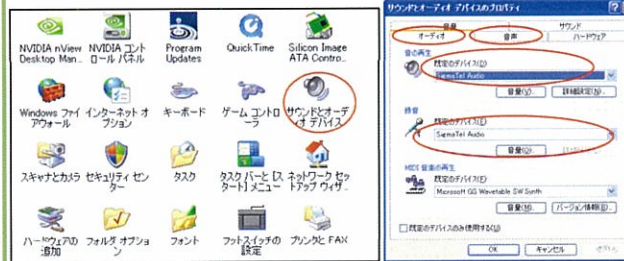 NVIDIA nView
Desktop Man..
NVIDIA コント
ロール パネル
Program
Updates
QuickTime
Silicon Image
ATA Contro..
Windows ファイ
アウォール
インターネット オ
プション
キーボード
ゲーム コントロ
ーラ
サウンドとオーデ
ィオ デバイス
スキャナとカメラ
セキュリティ セン
ター
タスク
タスク バーと [ス
タート] メニュー
ネットワーク セッ
トアップ ウィザ..
ハードウェアの
追加
フォルダ オプショ
ン
フォント
フットスイッチの
設定
プリンタと FAX
サウンドとオーディオ デバイスのプロパティ
音量
サウンド
オーディオ
音声
ハードウェア
音の再生
既定のデバイス(D)
SiemaTel Audio
音量(V)...
詳細設定(N)...
録音
既定のデバイス(E)
SiemaTel Audio
音量(O)...
MIDI 音楽の再生
既定のデバイス(F)
Microsoft GS Wavetable SW Synth
音量(M)...
バージョン情報(B)...
既定のデバイスのみ使用する(U)
OK
キャンセル